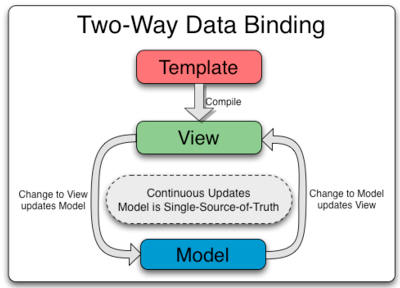 Two-Way Data Binding
Template
Compile
View
Change to View
updates Model
Continuous Updates
Model is Single-Source-of-Truth
Change to Model
updates View
Model